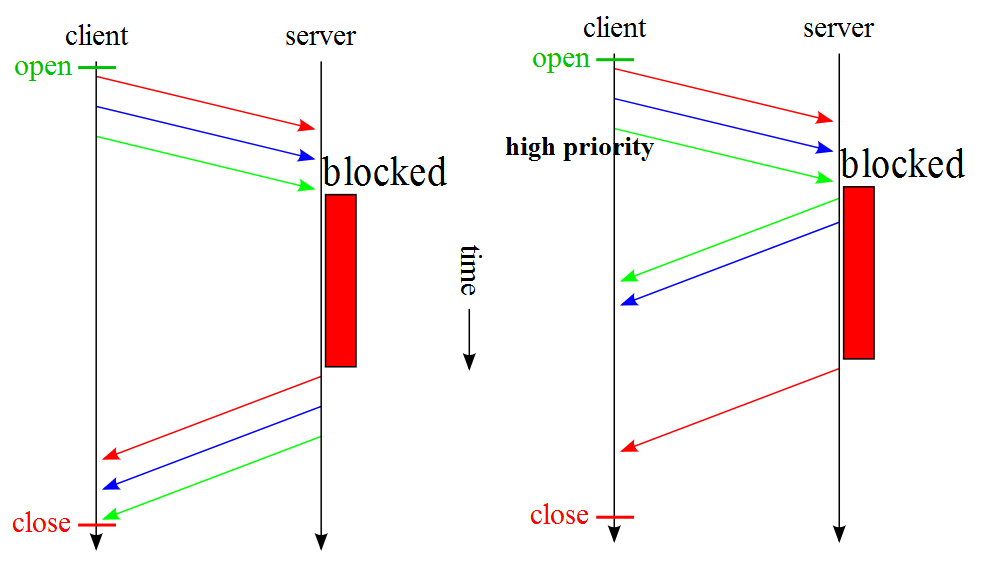 client
server
open
blocked
close
time
client
server
open
high priority
blocked
close